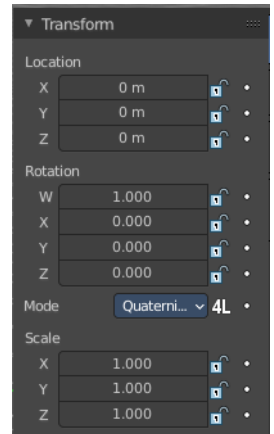 Transform
Location
X 0 m
Y 0 m
Z 0 m
Rotation
W 1.000
X 0.000
Y 0.000
Z 0.000
Mode Quaterni... 4L
Scale
X 1.000
Y 1.000
Z 1.000